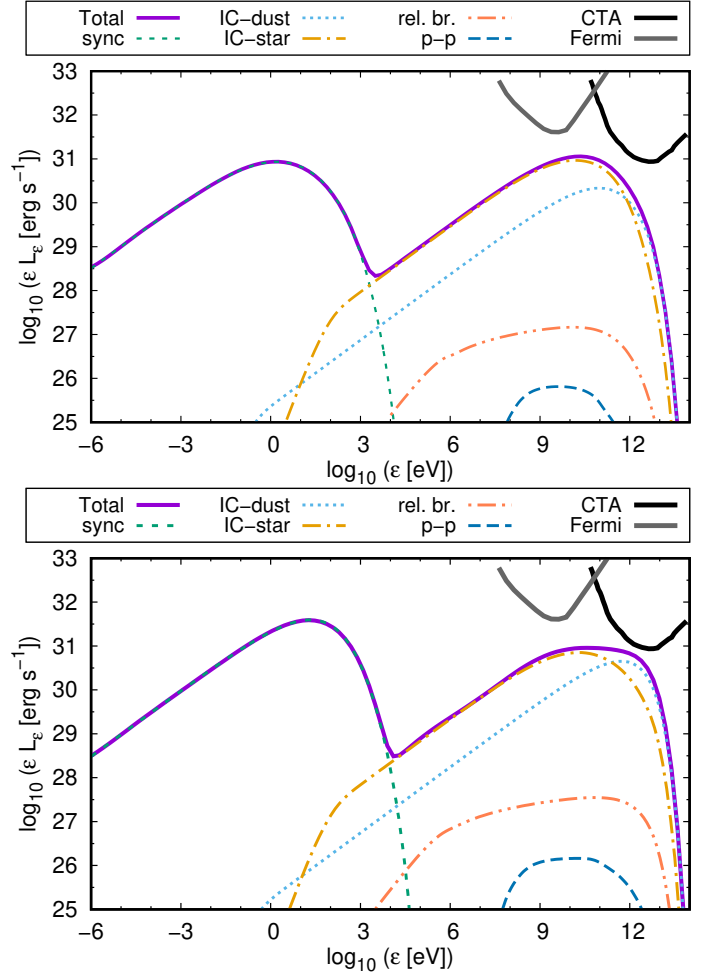 Total IC-dust rel. br. CTA
sync IC-star p-p Fermi
33
32
31
30
29
28
27
26
25
log₁₀ (ε L_ε [erg s⁻¹])
-6 -3 0 3 6 9 12
log₁₀ (ε [eV])
Total IC-dust rel. br. CTA
sync IC-star p-p Fermi
33
32
31
30
29
28
27
26
25
log₁₀ (ε L_ε [erg s⁻¹])
-6 -3 0 3 6 9 12
log₁₀ (ε [eV])